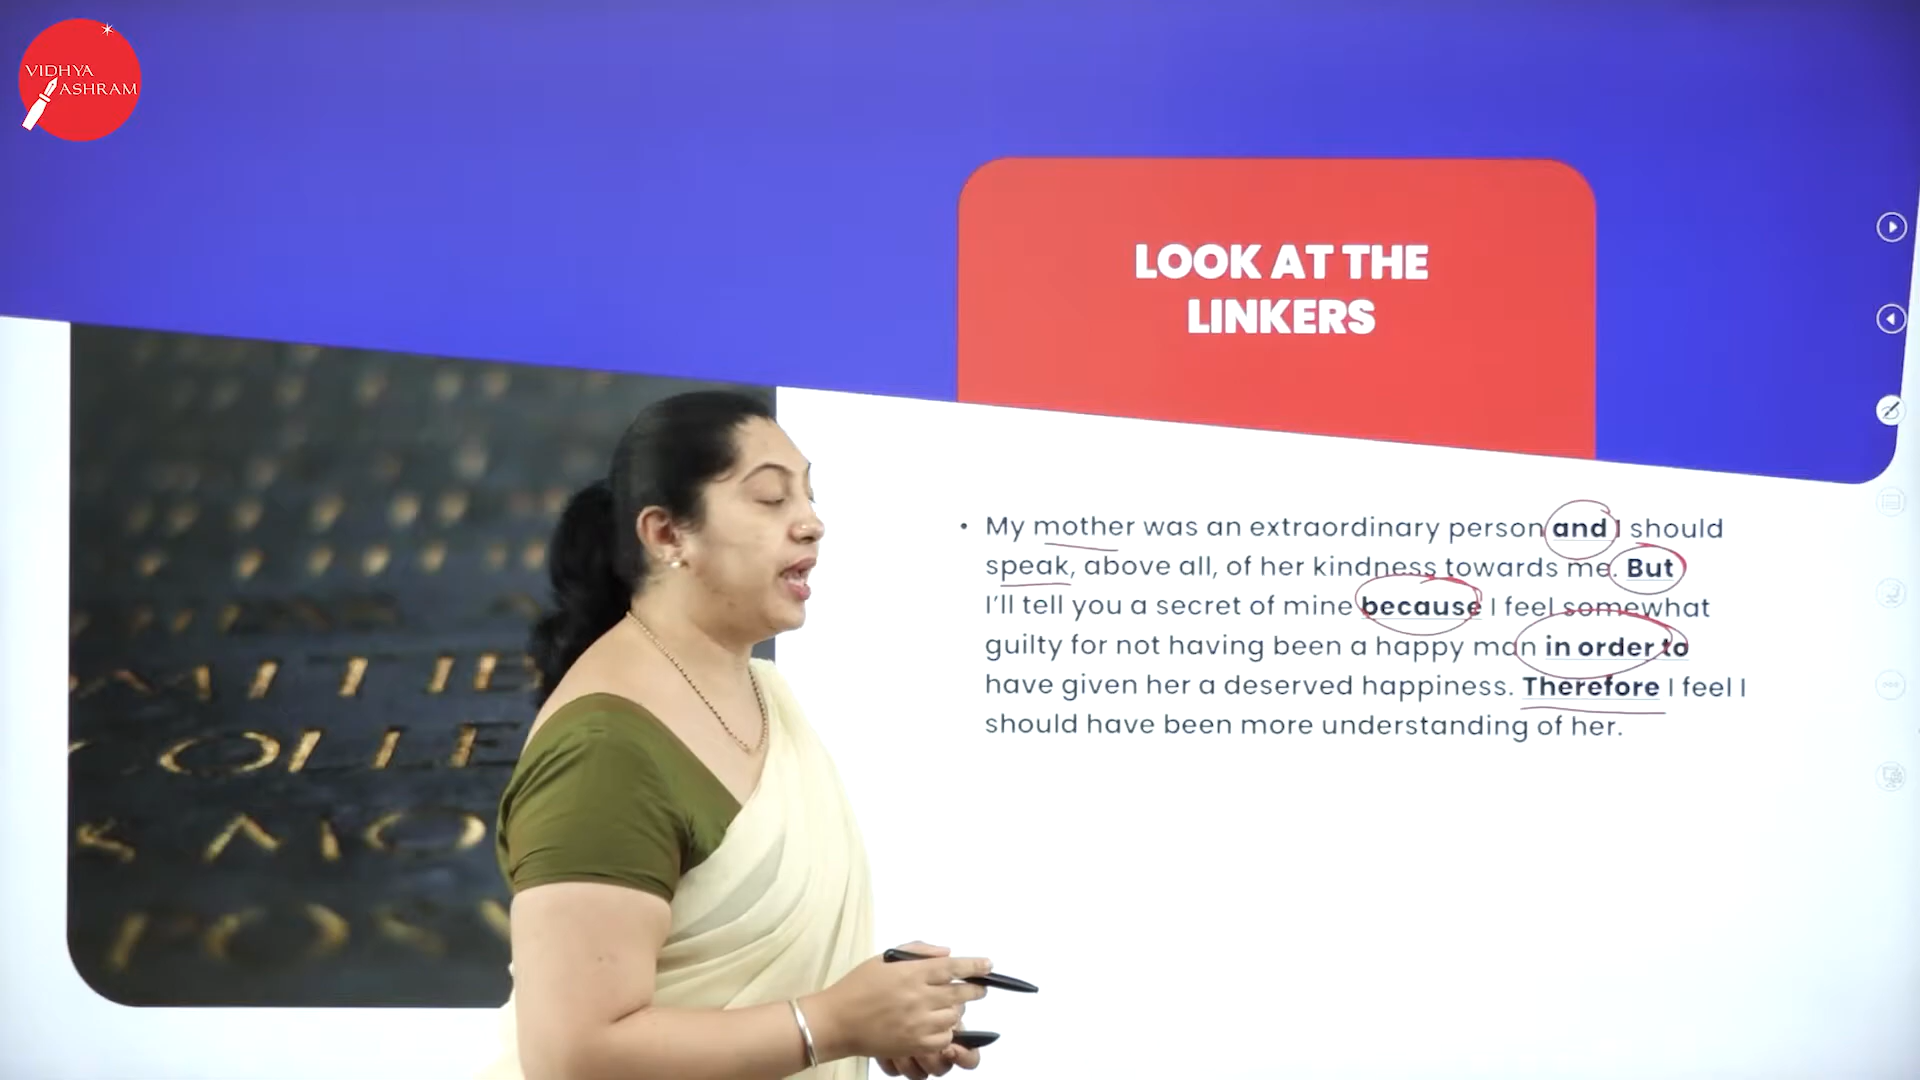 VIDHYA
ASHRAM
LOOK AT THE
LINKERS
• My mother was an extraordinary person and I should
speak, above all, of her kindness towards me. But
I'll tell you a secret of mine because I feel somewhat
guilty for not having been a happy man in order to
have given her a deserved happiness. Therefore I feel I
should have been more understanding of her.